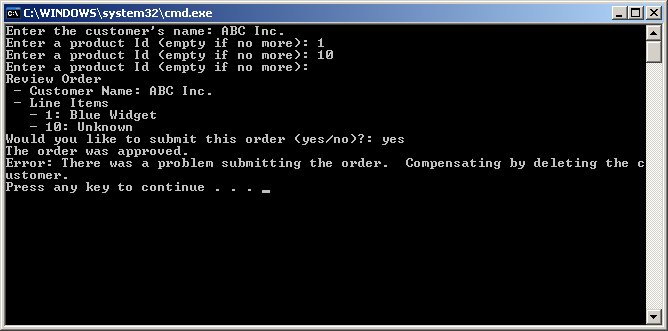 C:\WINDOWS\system32\cmd.exe
Enter the customer's name: ABC Inc.
Enter a product Id (empty if no more): 1
Enter a product Id (empty if no more): 10
Enter a product Id (empty if no more):
Review Order
 - Customer Name: ABC Inc.
 - Line Items
   - 1: Blue Widget
   - 10: Unknown
Would you like to submit this order (yes/no)?: yes
The order was approved.
Error: There was a problem submitting the order.  Compensating by deleting the c
ustomer.
Press any key to continue . . . _